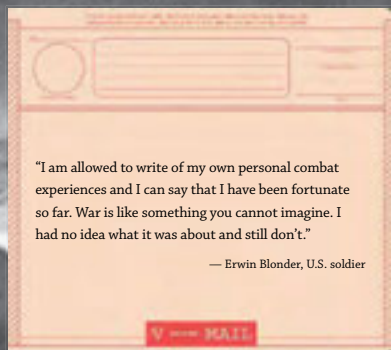 “I am allowed to write of my own personal combat
experiences and I can say that I have been fortunate
so far. War is like something you cannot imagine. I
had no idea what it was about and still don’t.”
— Erwin Blonder, U.S. soldier
V — MAIL